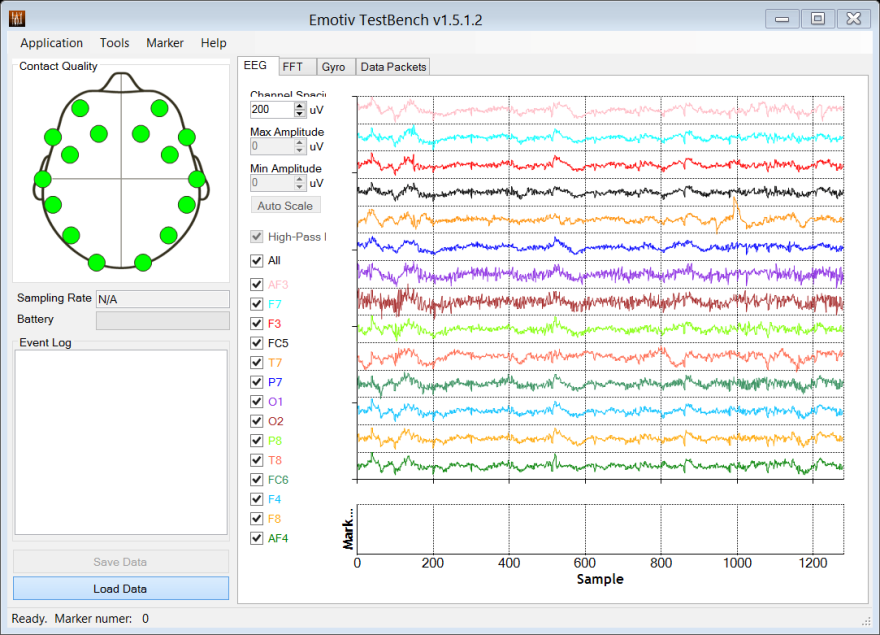 Emotiv TestBench v1.5.1.2
Application Tools Marker Help
Contact Quality
Sampling Rate N/A
Battery
Event Log
Save Data
Load Data
EEG FFT Gyro Data Packets
Channel Spaci
200 uV
Max Amplitude
0 uV
Min Amplitude
0 uV
Auto Scale
High-Pass
All
AF3
F7
F3
FC5
T7
P7
O1
O2
P8
T8
FC6
F4
F8
AF4
Mark...
0 200 400 600 800 1000 1200
Sample
Ready. Marker numer: 0